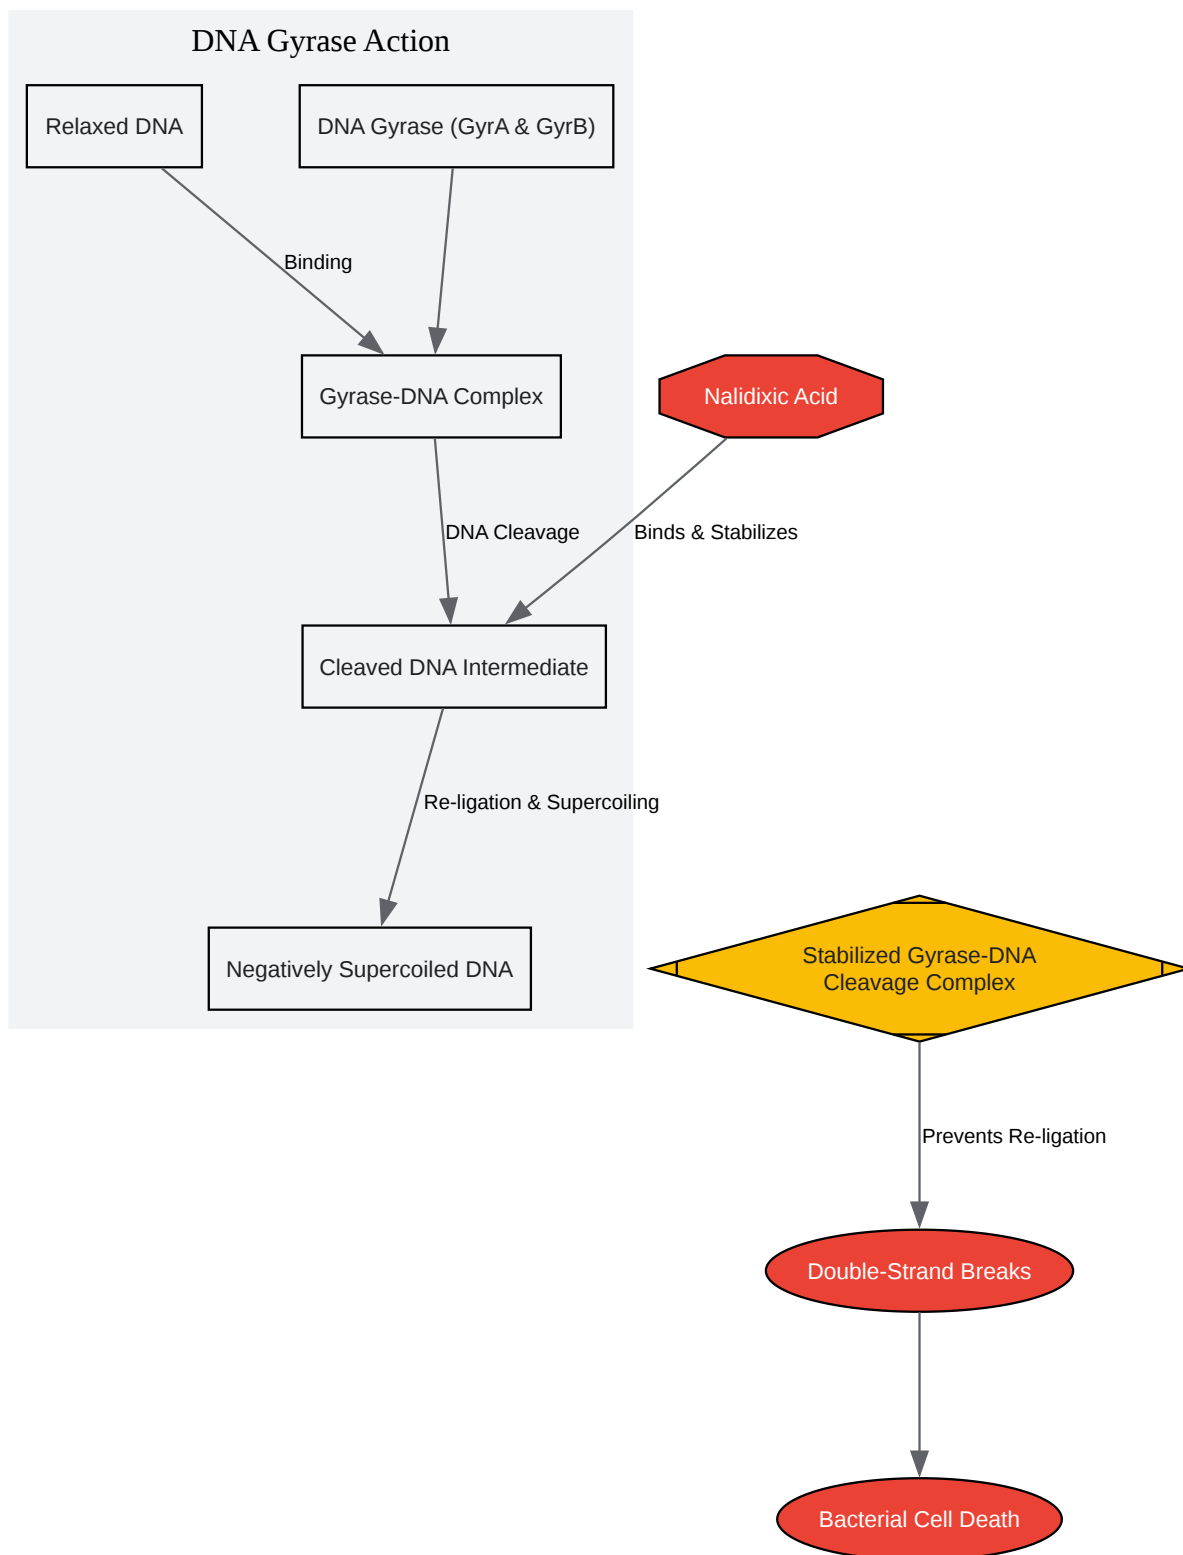 DNA Gyrase Action
Relaxed DNA
DNA Gyrase (GyrA & GyrB)
Binding
Gyrase-DNA Complex
Nalidixic Acid
DNA Cleavage
Binds & Stabilizes
Cleaved DNA Intermediate
Re-ligation & Supercoiling
Negatively Supercoiled DNA
Stabilized Gyrase-DNA
Cleavage Complex
Prevents Re-ligation
Double-Strand Breaks
Bacterial Cell Death